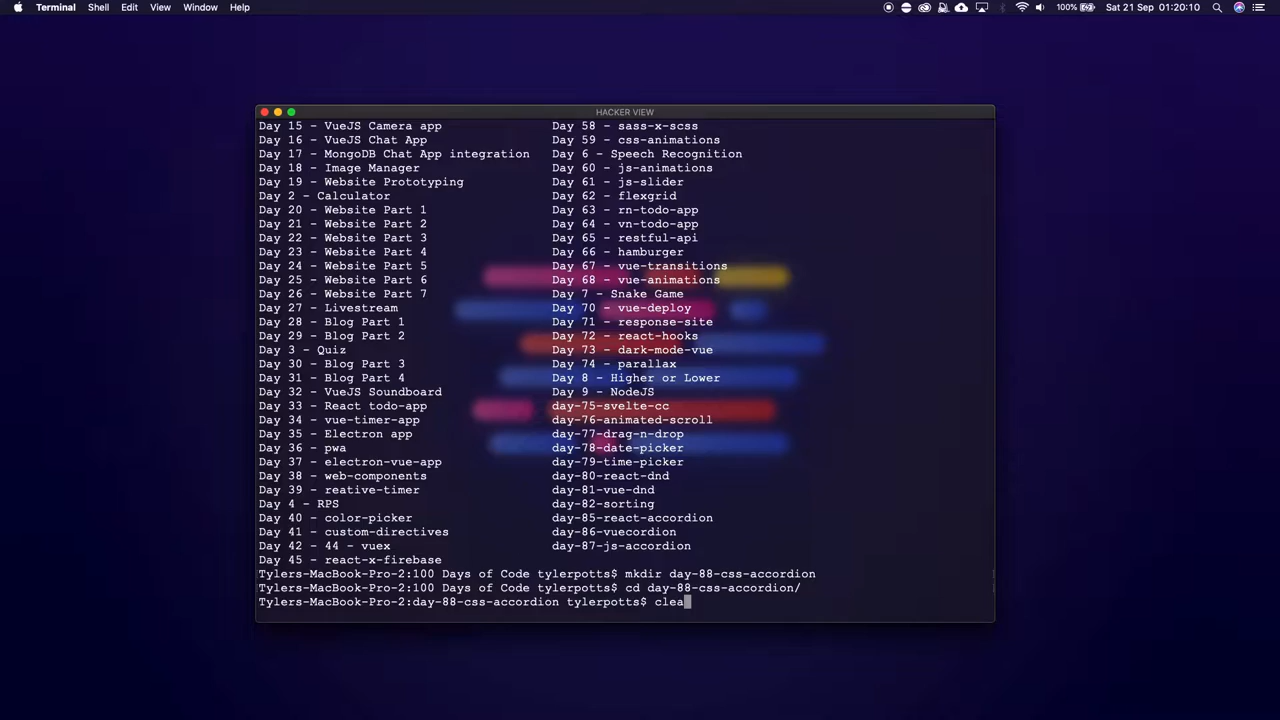 Terminal Shell Edit View Window Help 100% Sat 21 Sep 01:20:10
HACKER VIEW
Day 15 - VueJS Camera app Day 58 - sass-x-scss
Day 16 - VueJS Chat App Day 59 - css-animations
Day 17 - MongoDB Chat App integration Day 6 - Speech Recognition
Day 18 - Image Manager Day 60 - js-animations
Day 19 - Website Prototyping Day 61 - js-slider
Day 2 - Calculator Day 62 - flexgrid
Day 20 - Website Part 1 Day 63 - rn-todo-app
Day 21 - Website Part 2 Day 64 - vn-todo-app
Day 22 - Website Part 3 Day 65 - restful-api
Day 23 - Website Part 4 Day 66 - hamburger
Day 24 - Website Part 5 Day 67 - vue-transitions
Day 25 - Website Part 6 Day 68 - vue-animations
Day 26 - Website Part 7 Day 7 - Snake Game
Day 27 - Livestream Day 70 - vue-deploy
Day 28 - Blog Part 1 Day 71 - response-site
Day 29 - Blog Part 2 Day 72 - react-hooks
Day 3 - Quiz Day 73 - dark-mode-vue
Day 30 - Blog Part 3 Day 74 - parallax
Day 31 - Blog Part 4 Day 8 - Higher or Lower
Day 32 - VueJS Soundboard Day 9 - NodeJS
Day 33 - React todo-app day-75-svelte-cc
Day 34 - vue-timer-app day-76-animated-scroll
Day 35 - Electron app day-77-drag-n-drop
Day 36 - pwa day-78-date-picker
Day 37 - electron-vue-app day-79-time-picker
Day 38 - web-components day-80-react-dnd
Day 39 - reative-timer day-81-vue-dnd
Day 4 - RPS day-82-sorting
Day 40 - color-picker day-85-react-accordion
Day 41 - custom-directives day-86-vuecordion
Day 42 - 44 - vuex day-87-js-accordion
Day 45 - react-x-firebase
Tylers-MacBook-Pro-2:100 Days of Code tylerpotts$ mkdir day-88-css-accordion
Tylers-MacBook-Pro-2:100 Days of Code tylerpotts$ cd day-88-css-accordion/
Tylers-MacBook-Pro-2:day-88-css-accordion tylerpotts$ clea